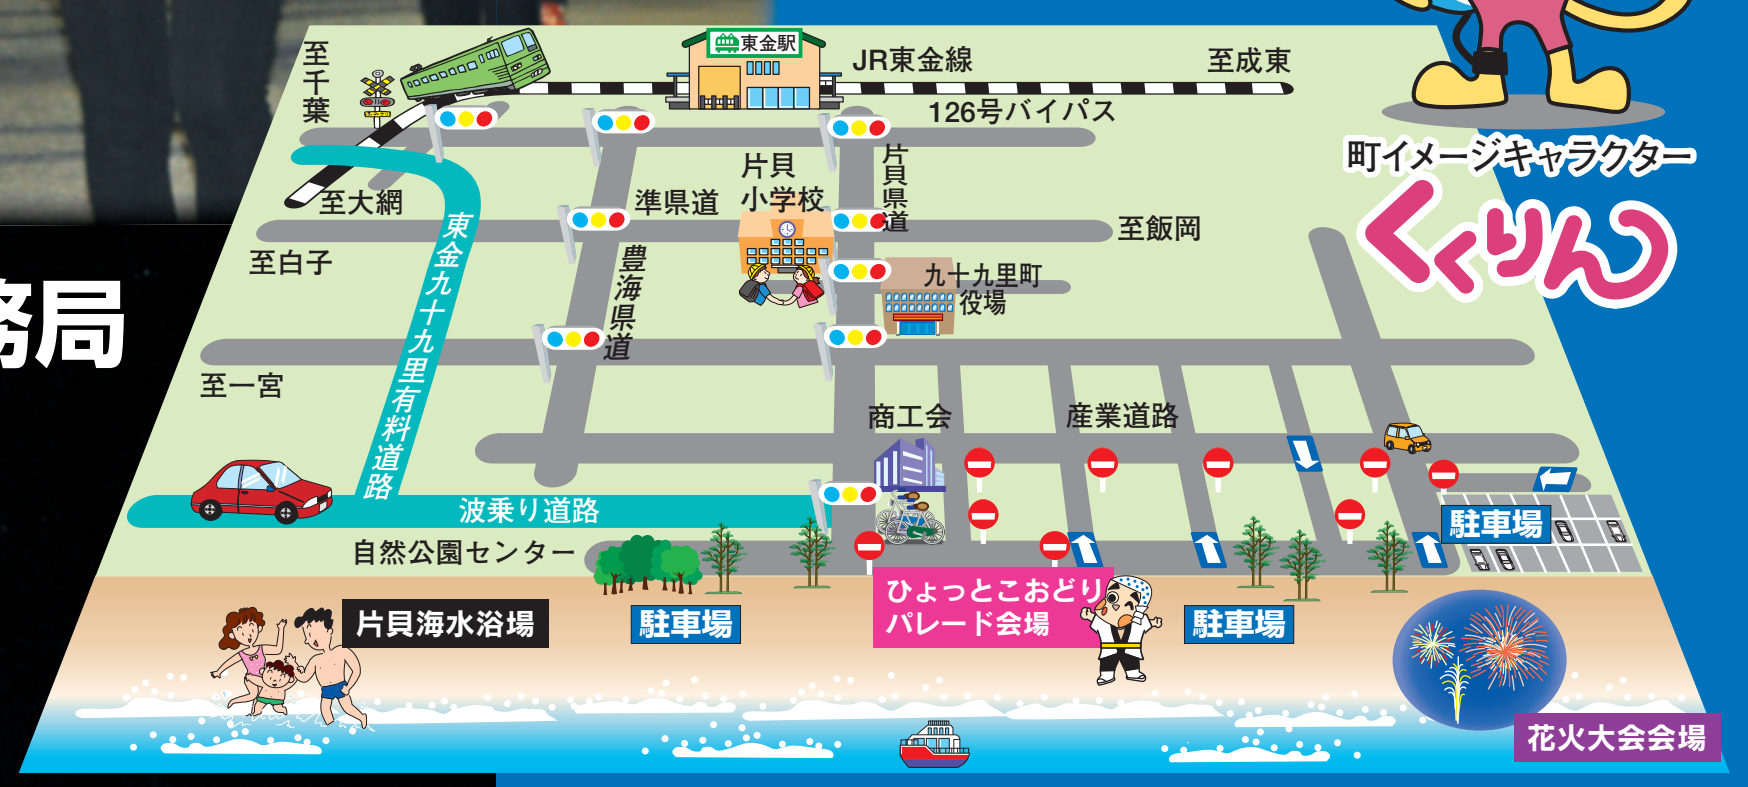 至千葉
東金駅
JR東金線
至成東
126号バイパス
町イメージキャラクター
くくりん
片貝
小学校
片貝県道
至大網
準県道
至飯岡
至白子
東金九十九里有料道路
豊海県道
九十九里町
役場
局
至一宮
商工会
産業道路
波乗り道路
駐車場
自然公園センター
ひょっとこおどり
パレード会場
片貝海水浴場
駐車場
駐車場
花火大会会場